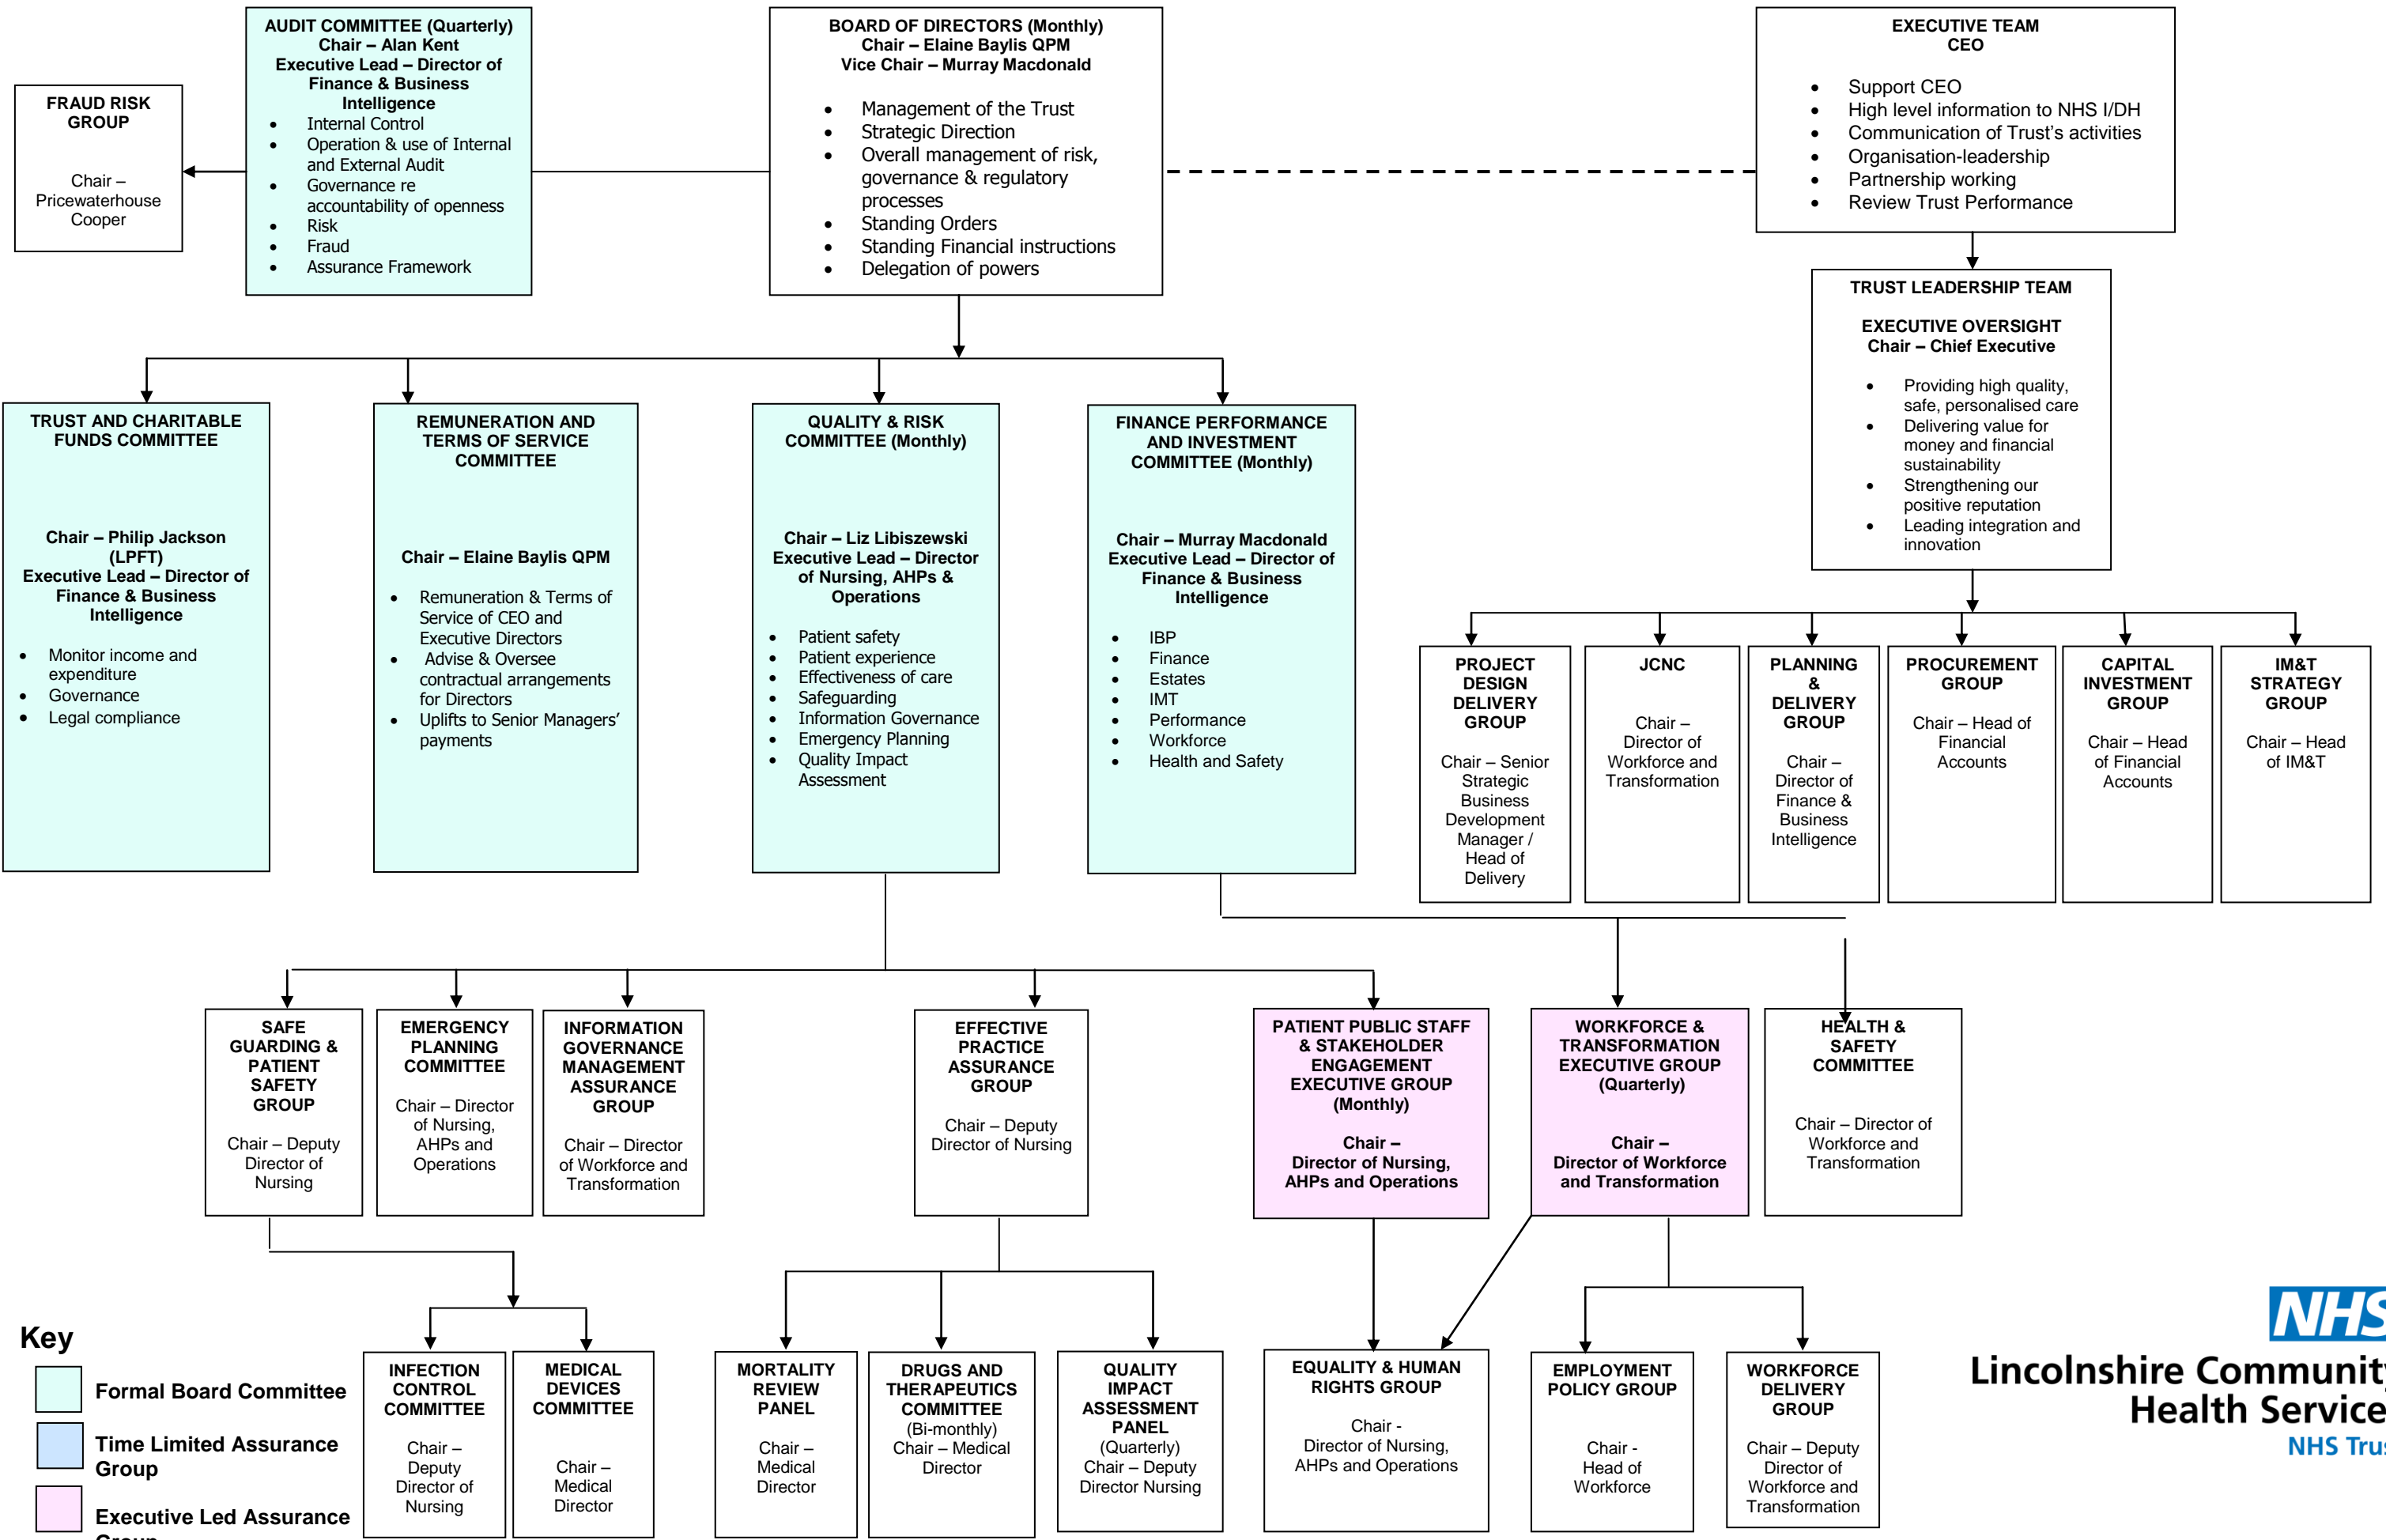 AUDIT COMMITTEE (Quarterly)
Chair – Alan Kent
Executive Lead – Director of
Finance & Business
Intelligence
• Internal Control
• Operation & use of Internal
and External Audit
• Governance re
accountability of openness
• Risk
• Fraud
• Assurance Framework
BOARD OF DIRECTORS (Monthly)
Chair – Elaine Baylis QPM
Vice Chair – Murray Macdonald
• Management of the Trust
• Strategic Direction
• Overall management of risk,
governance & regulatory
processes
• Standing Orders
• Standing Financial instructions
• Delegation of powers
EXECUTIVE TEAM
CEO
• Support CEO
• High level information to NHS I/DH
• Communication of Trust's activities
• Organisation-leadership
• Partnership working
• Review Trust Performance
FRAUD RISK
GROUP
Chair –
Pricewaterhouse
Cooper
TRUST LEADERSHIP TEAM
EXECUTIVE OVERSIGHT
Chair – Chief Executive
• Providing high quality,
safe, personalised care
• Delivering value for
money and financial
sustainability
• Strengthening our
positive reputation
• Leading integration and
innovation
TRUST AND CHARITABLE
FUNDS COMMITTEE
Chair – Philip Jackson
(LPFT)
Executive Lead – Director of
Finance & Business
Intelligence
• Monitor income and
expenditure
• Governance
• Legal compliance
REMUNERATION AND
TERMS OF SERVICE
COMMITTEE
Chair – Elaine Baylis QPM
• Remuneration & Terms of
Service of CEO and
Executive Directors
• Advise & Oversee
contractual arrangements
for Directors
• Uplifts to Senior Managers'
payments
QUALITY & RISK
COMMITTEE (Monthly)
Chair – Liz Libiszewski
Executive Lead – Director
of Nursing, AHPs &
Operations
• Patient safety
• Patient experience
• Effectiveness of care
• Safeguarding
• Information Governance
• Emergency Planning
• Quality Impact
Assessment
FINANCE PERFORMANCE
AND INVESTMENT
COMMITTEE (Monthly)
Chair – Murray Macdonald
Executive Lead – Director of
Finance & Business
Intelligence
• IBP
• Finance
• Estates
• IMT
• Performance
• Workforce
• Health and Safety
PROJECT
DESIGN
DELIVERY
GROUP
Chair – Senior
Strategic
Business
Development
Manager /
Head of
Delivery
JCNC
Chair –
Director of
Workforce and
Transformation
PLANNING
&
DELIVERY
GROUP
Chair –
Director of
Finance &
Business
Intelligence
PROCUREMENT
GROUP
Chair – Head of
Financial
Accounts
CAPITAL
INVESTMENT
GROUP
Chair – Head
of Financial
Accounts
IM&T
STRATEGY
GROUP
Chair – Head
of IM&T
SAFE
GUARDING &
PATIENT
SAFETY
GROUP
Chair – Deputy
Director of
Nursing
EMERGENCY
PLANNING
COMMITTEE
Chair – Director
of Nursing,
AHPs and
Operations
INFORMATION
GOVERNANCE
MANAGEMENT
ASSURANCE
GROUP
Chair – Director
of Workforce and
Transformation
EFFECTIVE
PRACTICE
ASSURANCE
GROUP
Chair – Deputy
Director of Nursing
PATIENT PUBLIC STAFF
& STAKEHOLDER
ENGAGEMENT
EXECUTIVE GROUP
(Monthly)
Chair –
Director of Nursing,
AHPs and Operations
WORKFORCE &
TRANSFORMATION
EXECUTIVE GROUP
(Quarterly)
Chair –
Director of Workforce
and Transformation
HEALTH &
SAFETY
COMMITTEE
Chair – Director of
Workforce and
Transformation
INFECTION
CONTROL
COMMITTEE
Chair –
Deputy
Director of
Nursing
MEDICAL
DEVICES
COMMITTEE
Chair –
Medical
Director
MORTALITY
REVIEW
PANEL
Chair –
Medical
Director
DRUGS AND
THERAPEUTICS
COMMITTEE
(Bi-monthly)
Chair – Medical
Director
QUALITY
IMPACT
ASSESSMENT
PANEL
(Quarterly)
Chair – Deputy
Director Nursing
EQUALITY & HUMAN
RIGHTS GROUP
Chair -
Director of Nursing,
AHPs and Operations
EMPLOYMENT
POLICY GROUP
Chair -
Head of
Workforce
WORKFORCE
DELIVERY
GROUP
Chair – Deputy
Director of
Workforce and
Transformation
Key
Formal Board Committee
Time Limited Assurance
Group
Executive Led Assurance
NHS
Lincolnshire Community
Health Service
NHS Trus